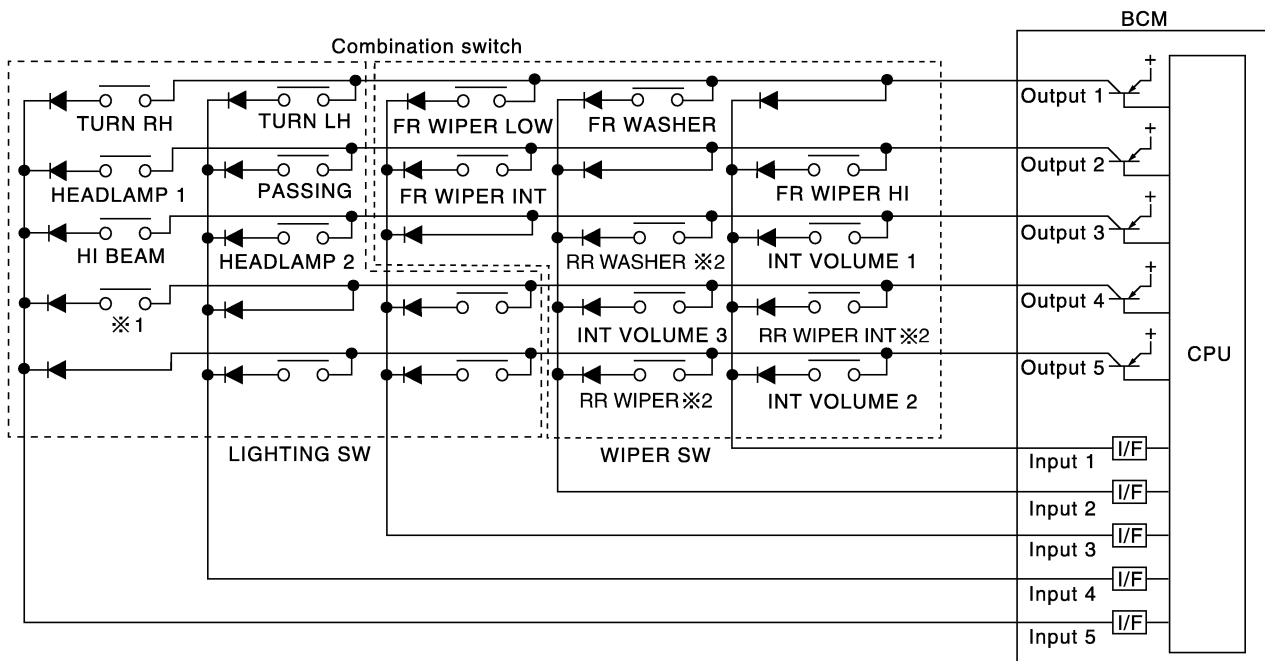 BCM
Combination switch
+
Output 1
TURN RH
TURN LH
FR WIPER LOW
FR WASHER
+
Output 2
HEADLAMP 1
PASSING
FR WIPER INT
FR WIPER HI
+
Output 3
HI BEAM
HEADLAMP 2
RR WASHER ※2
INT VOLUME 1
+
Output 4
※1
INT VOLUME 3
RR WIPER INT※2
+
Output 5
CPU
RR WIPER※2
INT VOLUME 2
LIGHTING SW
WIPER SW
Input 1
I/F
Input 2
I/F
Input 3
I/F
Input 4
I/F
Input 5
I/F